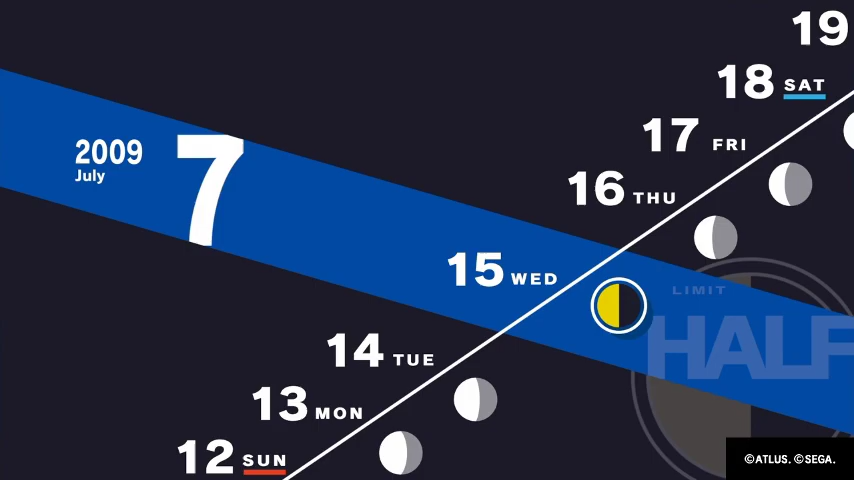 19
18 SAT
17 FRI
16 THU
2009
July
7
15 WED
LIMIT
HALF
14 TUE
13 MON
12 SUN
©ATLUS. ©SEGA.